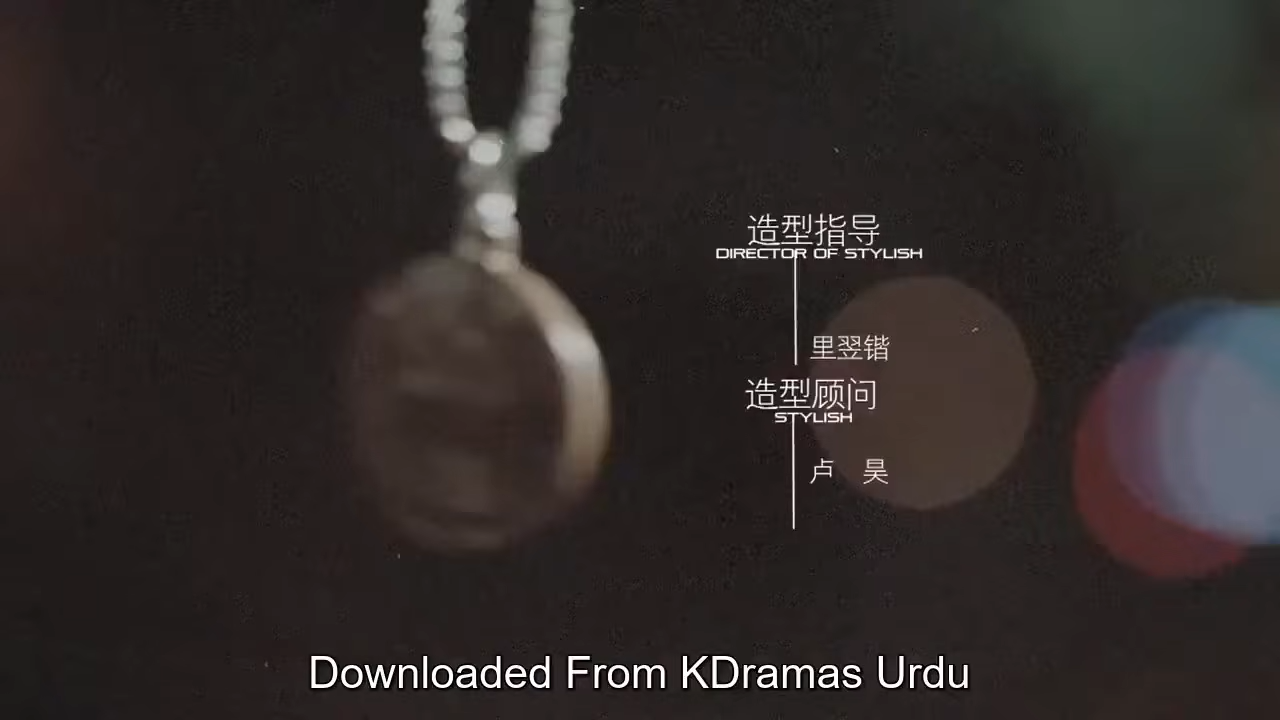 造型指导
DIRECTOR OF STYLISH
里翌锴
造型顾问
STYLISH
卢 昊
Downloaded From KDramas Urdu